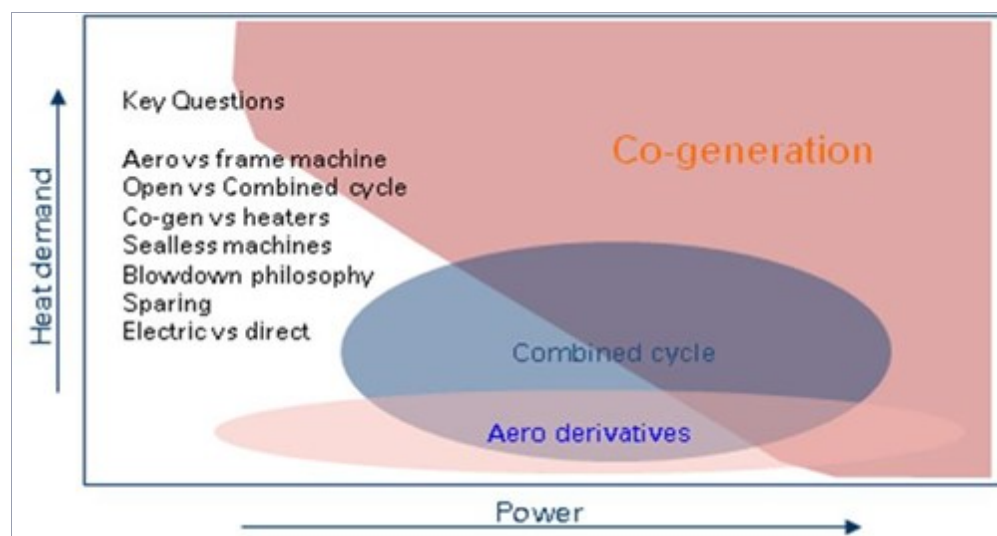 Key Questions
Aero vs frame machine
Open vs Combined cycle
Co-gen vs heaters
Sealless machines
Blowdown philosophy
Sparing
Electric vs direct
Co-generation
Combined cycle
Aero derivatives
Heat demand
Power